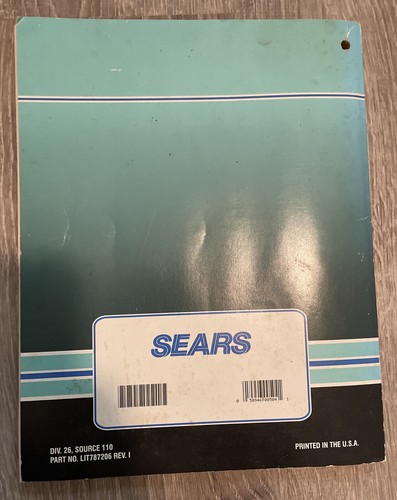 SEARS
DIV. 26, SOURCE 110
PART NO. LIT787206 REV. I
PRINTED IN THE U.S.A.